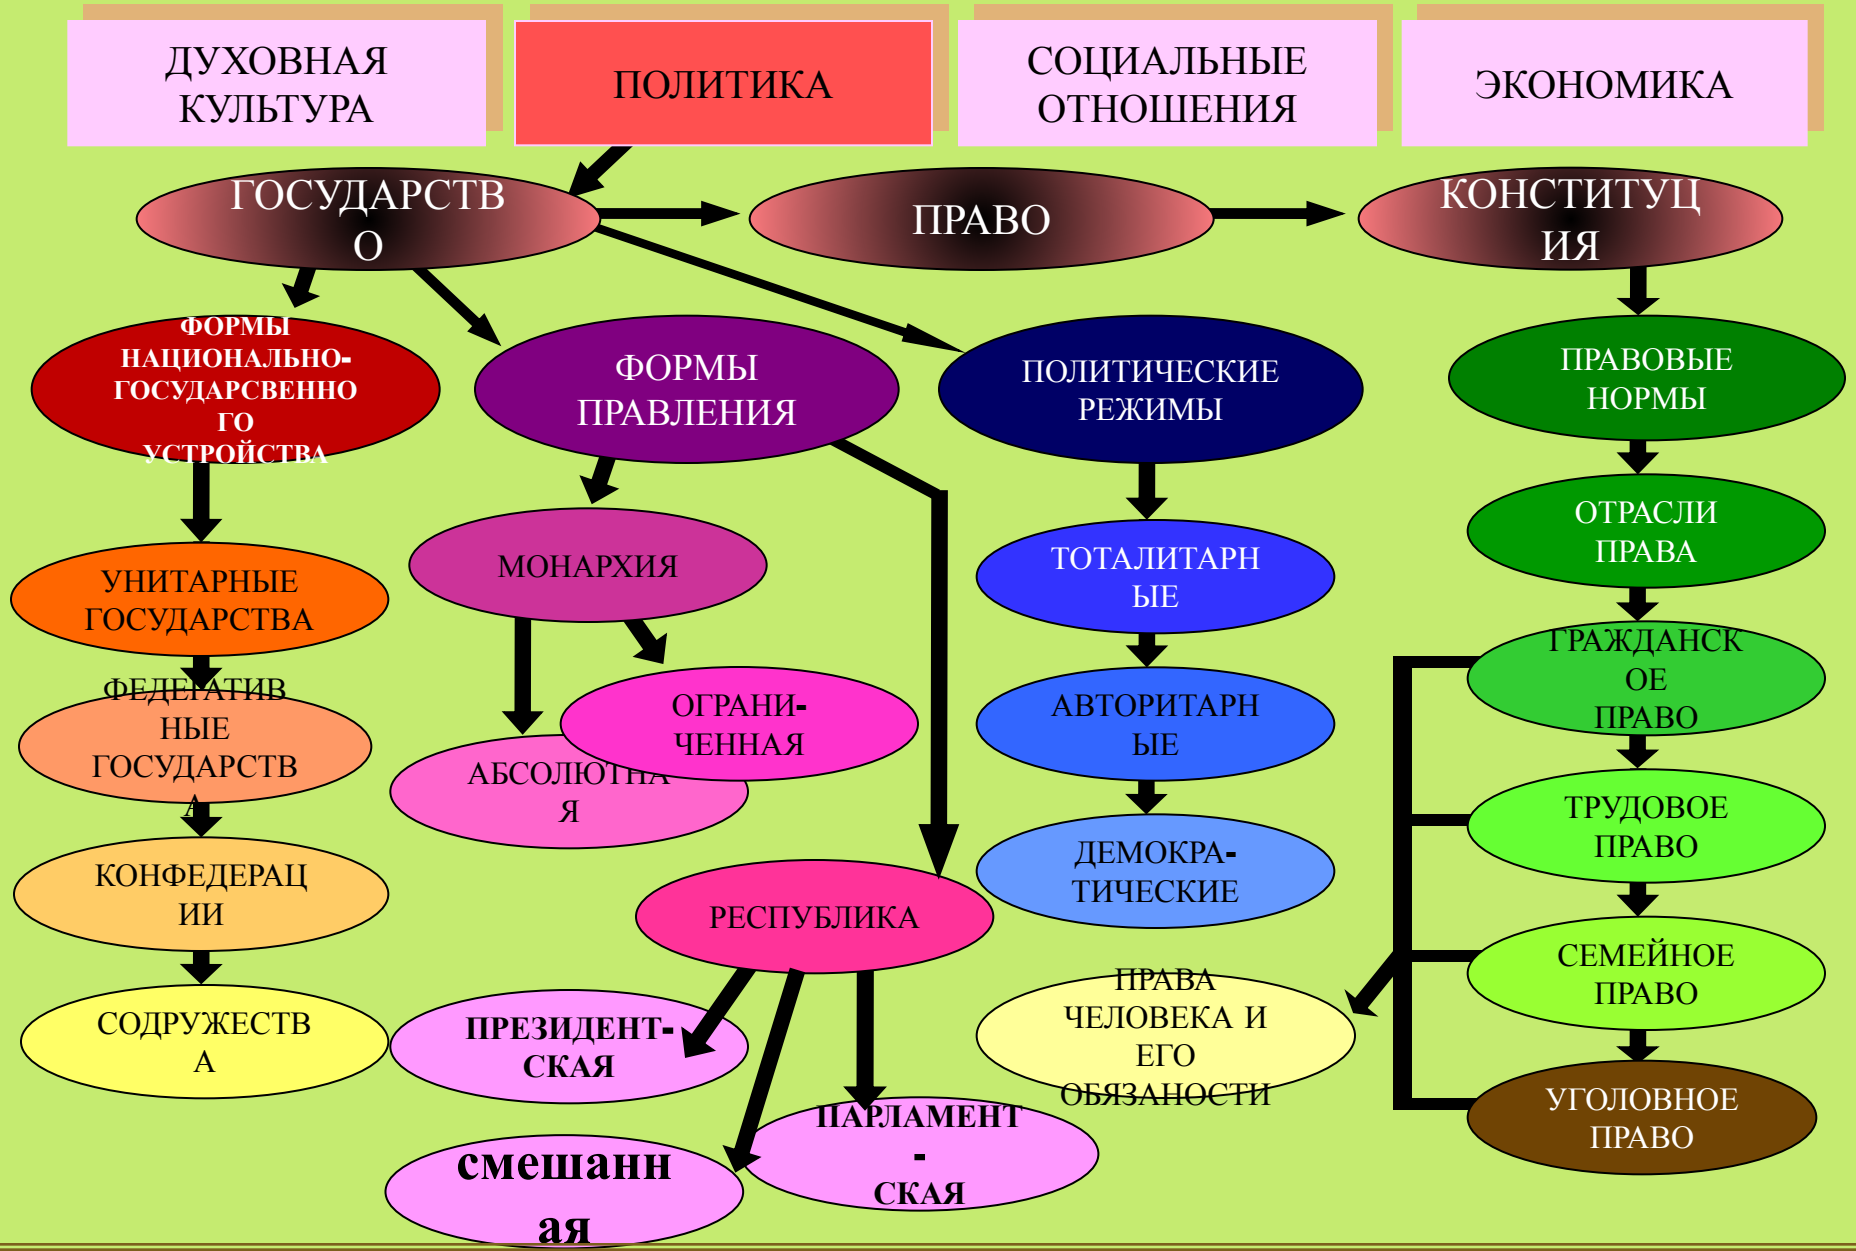 ДУХОВНАЯ
КУЛЬТУРА
ПОЛИТИКА
СОЦИАЛЬНЫЕ
ОТНОШЕНИЯ
ЭКОНОМИКА
ГОСУДАРСТВ
О
ПРАВО
КОНСТИТУЦ
ИЯ
ФОРМЫ
НАЦИОНАЛЬНО-
ГОСУДАРСВЕННО
ГО
УСТРОЙСТВА
ФОРМЫ
ПРАВЛЕНИЯ
ПОЛИТИЧЕСКИЕ
РЕЖИМЫ
ПРАВОВЫЕ
НОРМЫ
УНИТАРНЫЕ
ГОСУДАРСТВА
МОНАРХИЯ
ТОТАЛИТАРН
ЫЕ
ОТРАСЛИ
ПРАВА
ФЕДЕРАТИВ
НЫЕ
ГОСУДАРСТВ
А
ОГРАНИ-
ЧЕННАЯ
АБСОЛЮТНА
Я
АВТОРИТАРН
ЫЕ
ГРАЖДАНСК
ОЕ
ПРАВО
КОНФЕДЕРАЦ
ИИ
РЕСПУБЛИКА
ДЕМОКРА-
ТИЧЕСКИЕ
ТРУДОВОЕ
ПРАВО
СОДРУЖЕСТВ
А
ПРЕЗИДЕНТ-
СКАЯ
ПРАВА
ЧЕЛОВЕКА И
ЕГО
ОБЯЗАНОСТИ
СЕМЕЙНОЕ
ПРАВО
смешанн
ая
ПАРЛАМЕНТ
-
СКАЯ
УГОЛОВНОЕ
ПРАВО